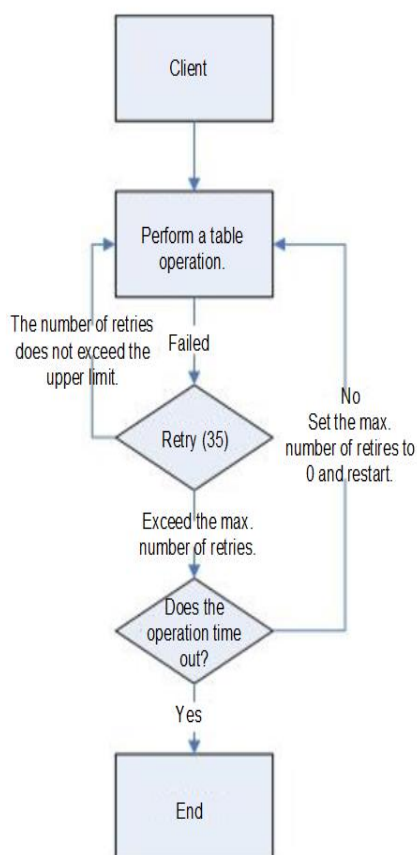 Client
Perform a table
operation.
The number of retries
does not exceed the
upper limit.
Failed
Retry (35)
No
Set the max.
number of retires to
0 and restart.
Exceed the max.
number of retries.
Does the
operation time
out?
Yes
End